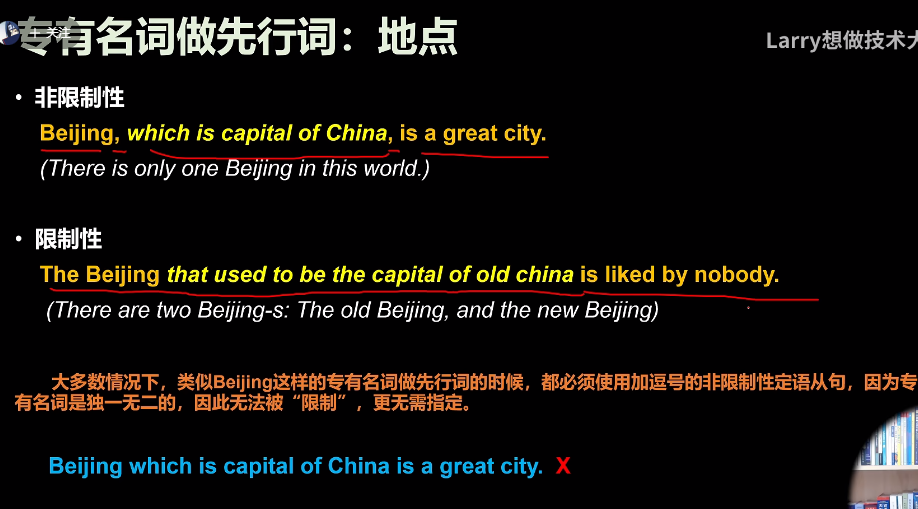 + 关注
专有名词做先行词：地点
Larry想做技术大
• 非限制性
Beijing, which is capital of China, is a great city.
(There is only one Beijing in this world.)
• 限制性
The Beijing that used to be the capital of old china is liked by nobody.
(There are two Beijing-s: The old Beijing, and the new Beijing)
大多数情况下，类似Beijing这样的专有名词做先行词的时候，都必须使用加逗号的非限制性定语从句，因为专
有名词是独一无二的，因此无法被“限制”，更无需指定。
Beijing which is capital of China is a great city. X